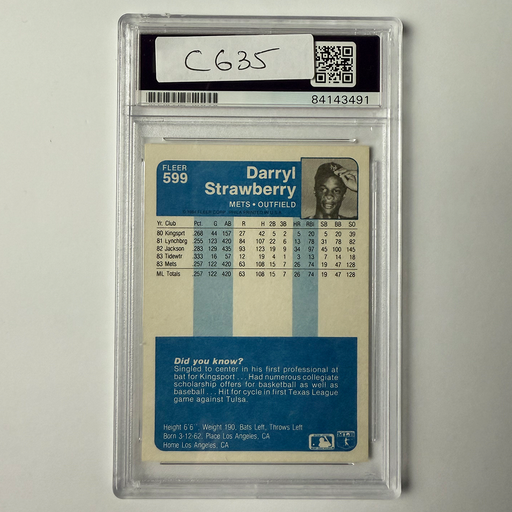 C635
84143491
FLEER
599
Darryl
Strawberry
METS • OUTFIELD
Yr. Club Pct G AB R H 2B 3B HR RBI SB BB SO
80 Kingsprt .268 44 157 27 42 5 2 5 20 5 20 39
81 Lynchbrg .255 123 420 84 107 22 6 13 78 31 78 82
82 Jackson .283 129 435 93 123 19 9 34 97 45 100 145
83 Tidewtr .333 16 57 12 19 4 1 3 13 7 14 18
83 Mets .257 122 420 63 108 15 7 26 74 19 47 128
ML Totals .257 122 420 63 108 15 7 26 74 19 47 128
Did you know?
Singled to center in his first professional at
bat for Kingsport . . . Had numerous collegiate
scholarship offers for basketball as well as
baseball . . . Hit for cycle in first Texas League
game against Tulsa.
Height 6'6" Weight 190. Bats Left, Throws Left
Born 3-12-62, Place Los Angeles, CA
Home Los Angeles, CA